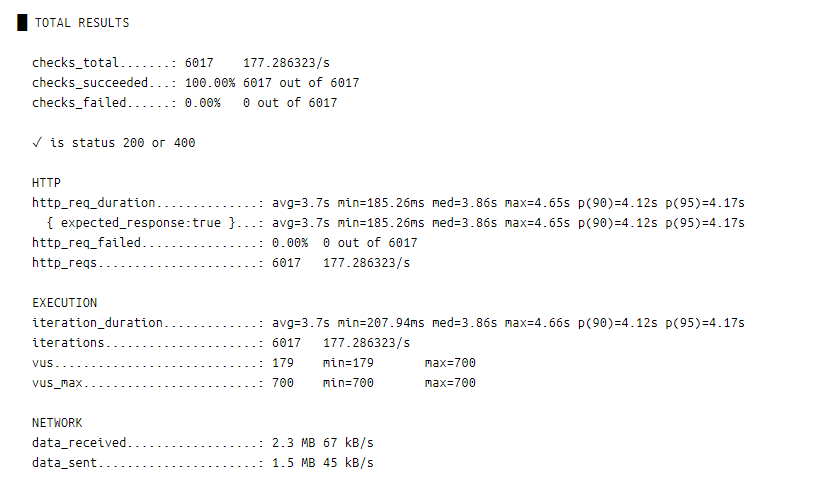 █ TOTAL RESULTS
checks_total.......: 6017    177.286323/s
checks_succeeded...: 100.00% 6017 out of 6017
checks_failed......: 0.00%   0 out of 6017
✓ is status 200 or 400
HTTP
http_req_duration..............: avg=3.7s min=185.26ms med=3.86s max=4.65s p(90)=4.12s p(95)=4.17s
  { expected_response:true }...: avg=3.7s min=185.26ms med=3.86s max=4.65s p(90)=4.12s p(95)=4.17s
http_req_failed................: 0.00%  0 out of 6017
http_reqs......................: 6017   177.286323/s
EXECUTION
iteration_duration.............: avg=3.7s min=207.94ms med=3.86s max=4.66s p(90)=4.12s p(95)=4.17s
iterations.....................: 6017   177.286323/s
vus............................: 179    min=179       max=700
vus_max........................: 700    min=700       max=700
NETWORK
data_received..................: 2.3 MB 67 kB/s
data_sent......................: 1.5 MB 45 kB/s